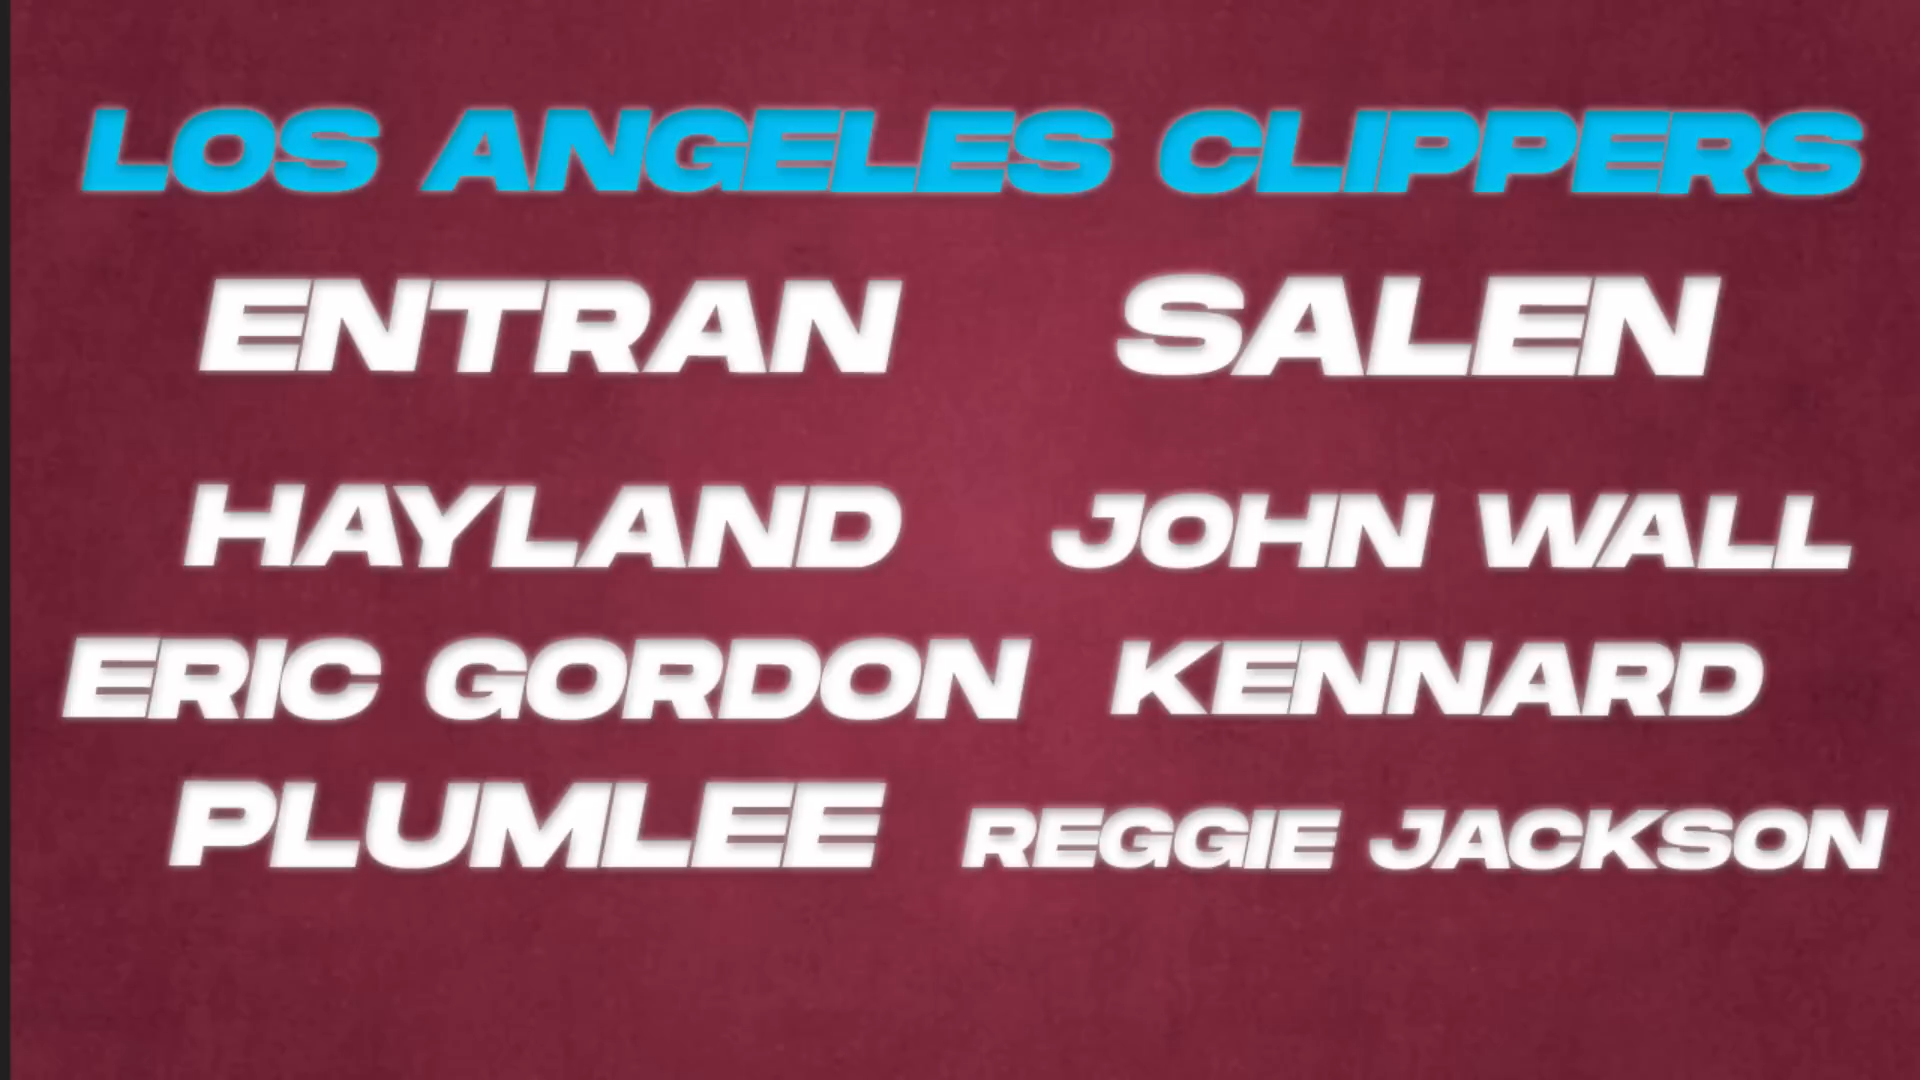 LOS ANGELES CLIPPERS
ENTRAN SALEN
HAYLAND JOHN WALL
ERIC GORDON KENNARD
PLUMLEE REGGIE JACKSON